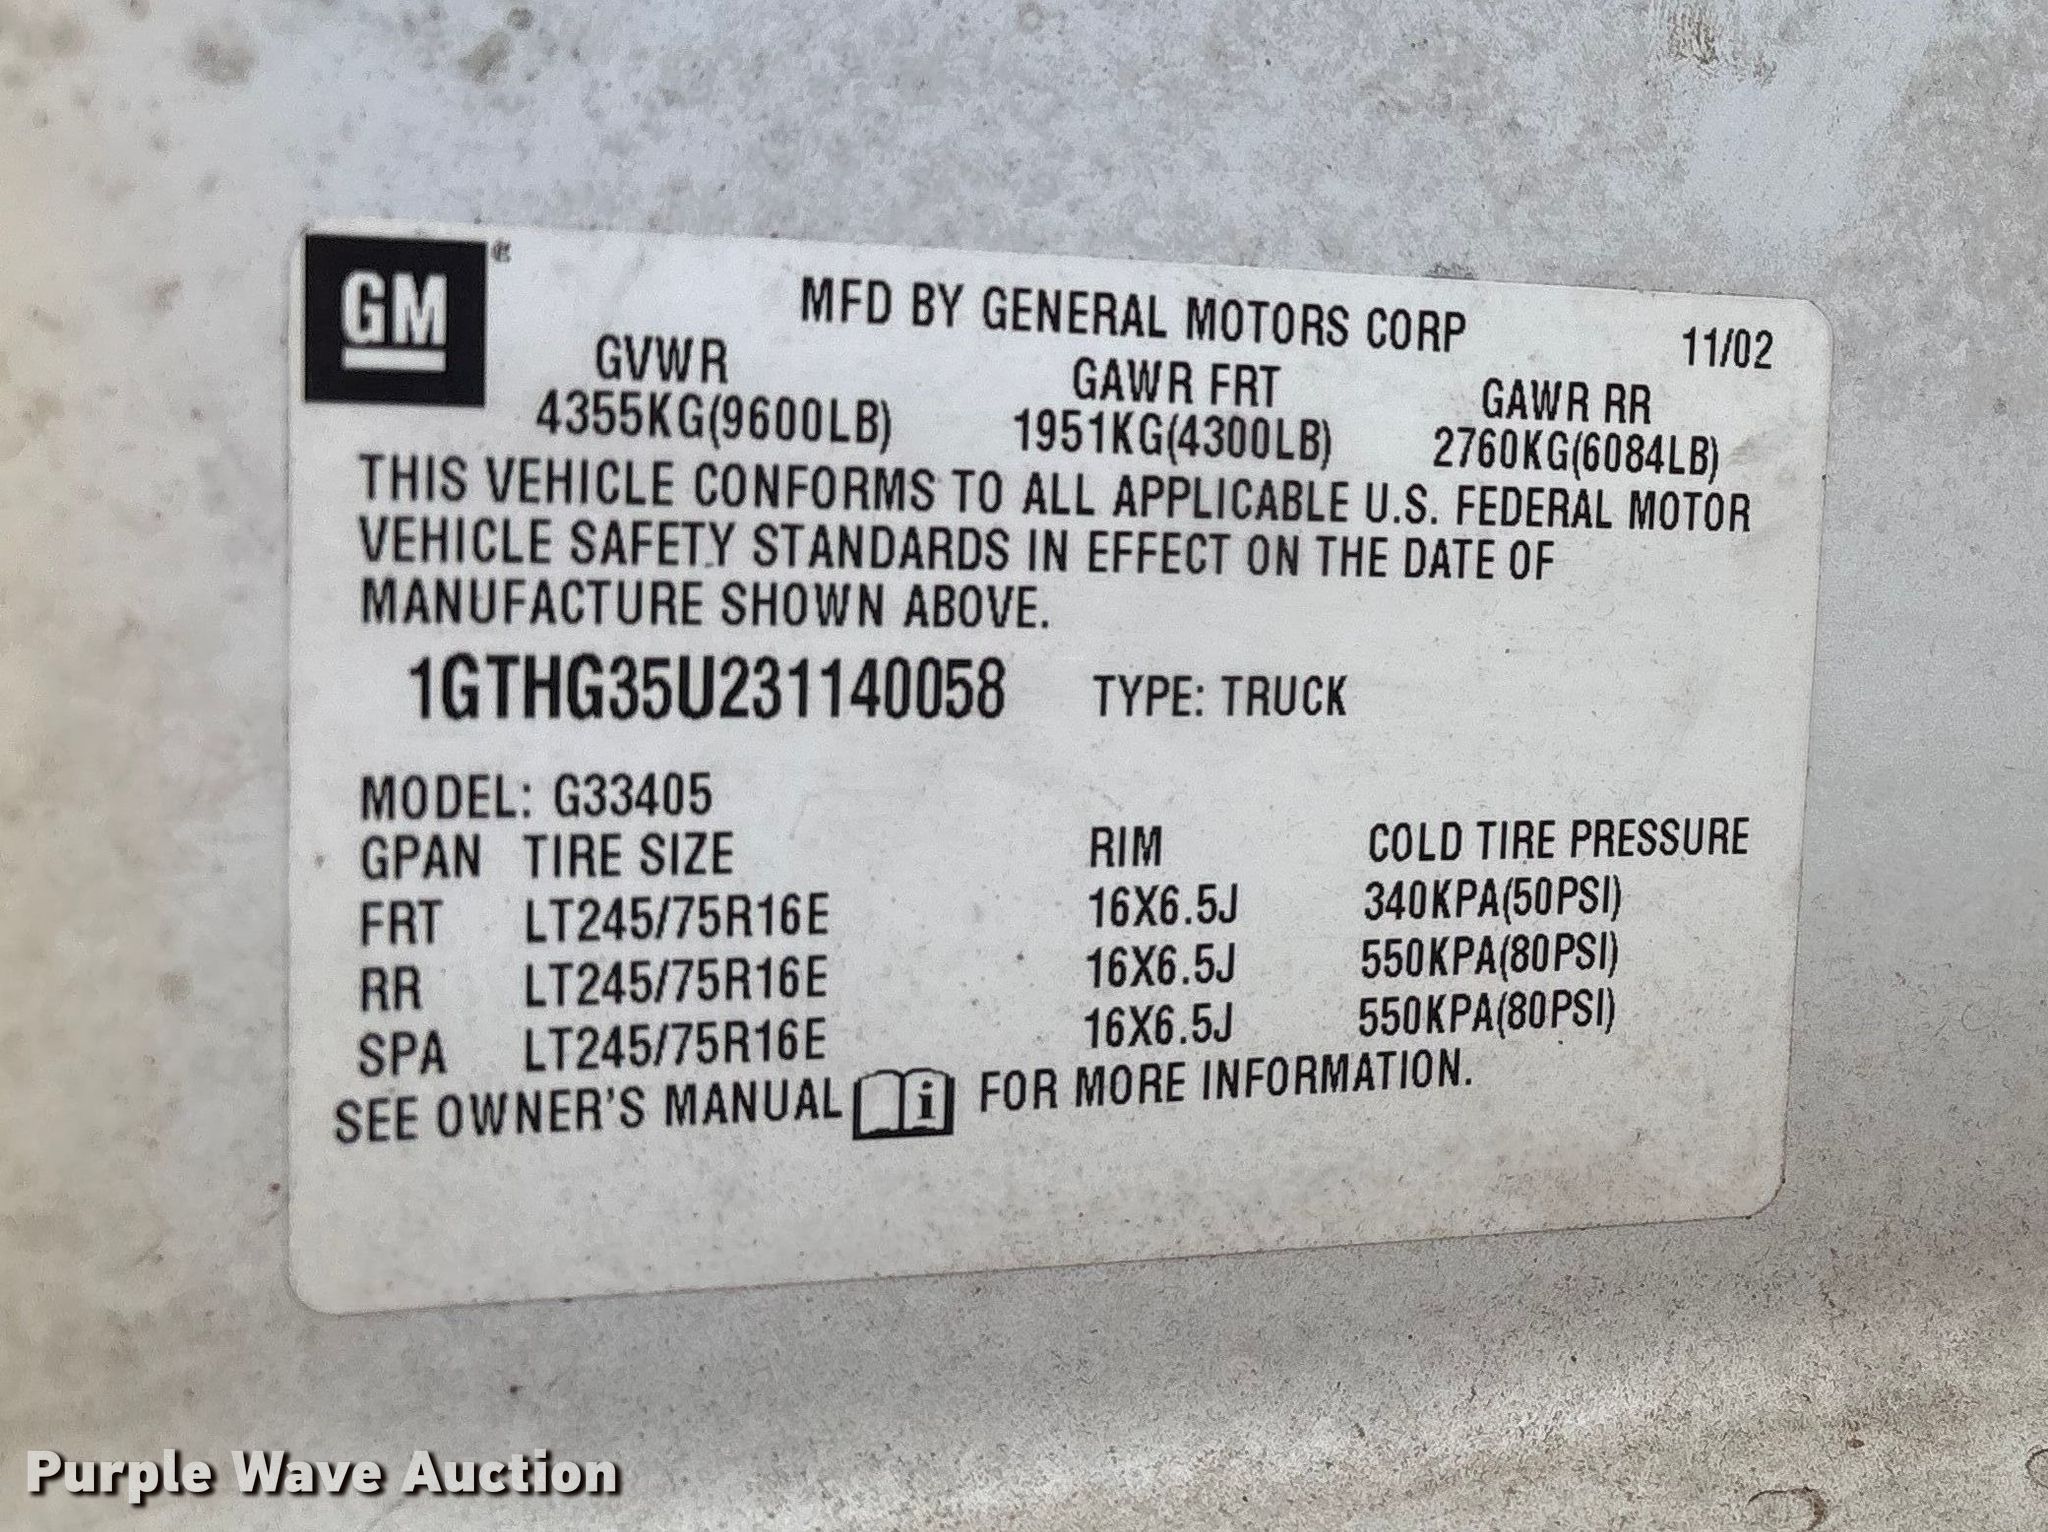 GM
MFD BY GENERAL MOTORS CORP 11/02
GVWR GAWR FRT GAWR RR
4355KG(9600LB) 1951KG(4300LB) 2760KG(6084LB)
THIS VEHICLE CONFORMS TO ALL APPLICABLE U.S. FEDERAL MOTOR
VEHICLE SAFETY STANDARDS IN EFFECT ON THE DATE OF
MANUFACTURE SHOWN ABOVE.
1GTHG35U231140058 TYPE: TRUCK
MODEL: G33405
GPAN TIRE SIZE RIM COLD TIRE PRESSURE
FRT LT245/75R16E 16X6.5J 340KPA(50PSI)
RR LT245/75R16E 16X6.5J 550KPA(80PSI)
SPA LT245/75R16E 16X6.5J 550KPA(80PSI)
SEE OWNER'S MANUAL i FOR MORE INFORMATION.
Purple Wave Auction